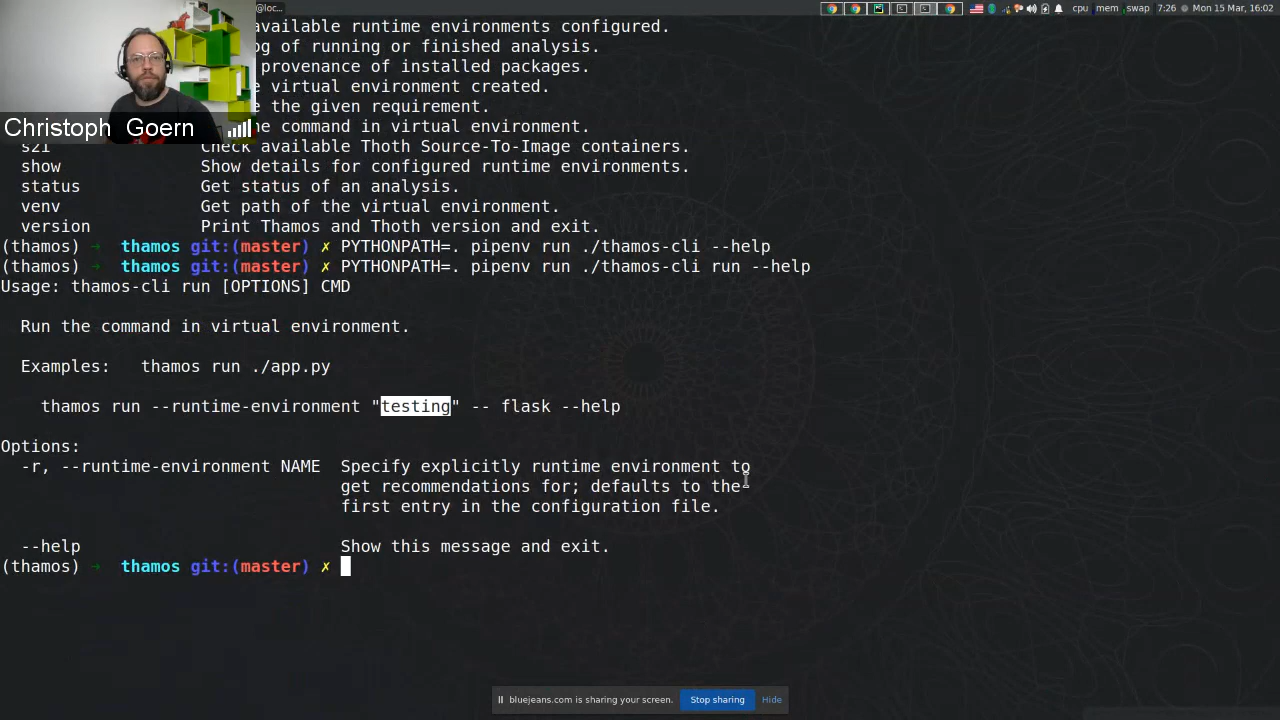 @loc...
cpu mem swap 7:26 Mon 15 Mar, 16:02
available runtime environments configured.
og of running or finished analysis.
provenance of installed packages.
e virtual environment created.
e the given requirement.
Christoph Goern
e command in virtual environment.
s2i Check available Thoth Source-To-Image containers.
show Show details for configured runtime environments.
status Get status of an analysis.
venv Get path of the virtual environment.
version Print Thamos and Thoth version and exit.
(thamos) → thamos git:(master) ✗ PYTHONPATH=. pipenv run ./thamos-cli --help
(thamos) → thamos git:(master) ✗ PYTHONPATH=. pipenv run ./thamos-cli run --help
Usage: thamos-cli run [OPTIONS] CMD
Run the command in virtual environment.
Examples: thamos run ./app.py
thamos run --runtime-environment "testing" -- flask --help
Options:
-r, --runtime-environment NAME Specify explicitly runtime environment to
get recommendations for; defaults to the
first entry in the configuration file.
--help Show this message and exit.
(thamos) → thamos git:(master) ✗
bluejeans.com is sharing your screen. Stop sharing Hide